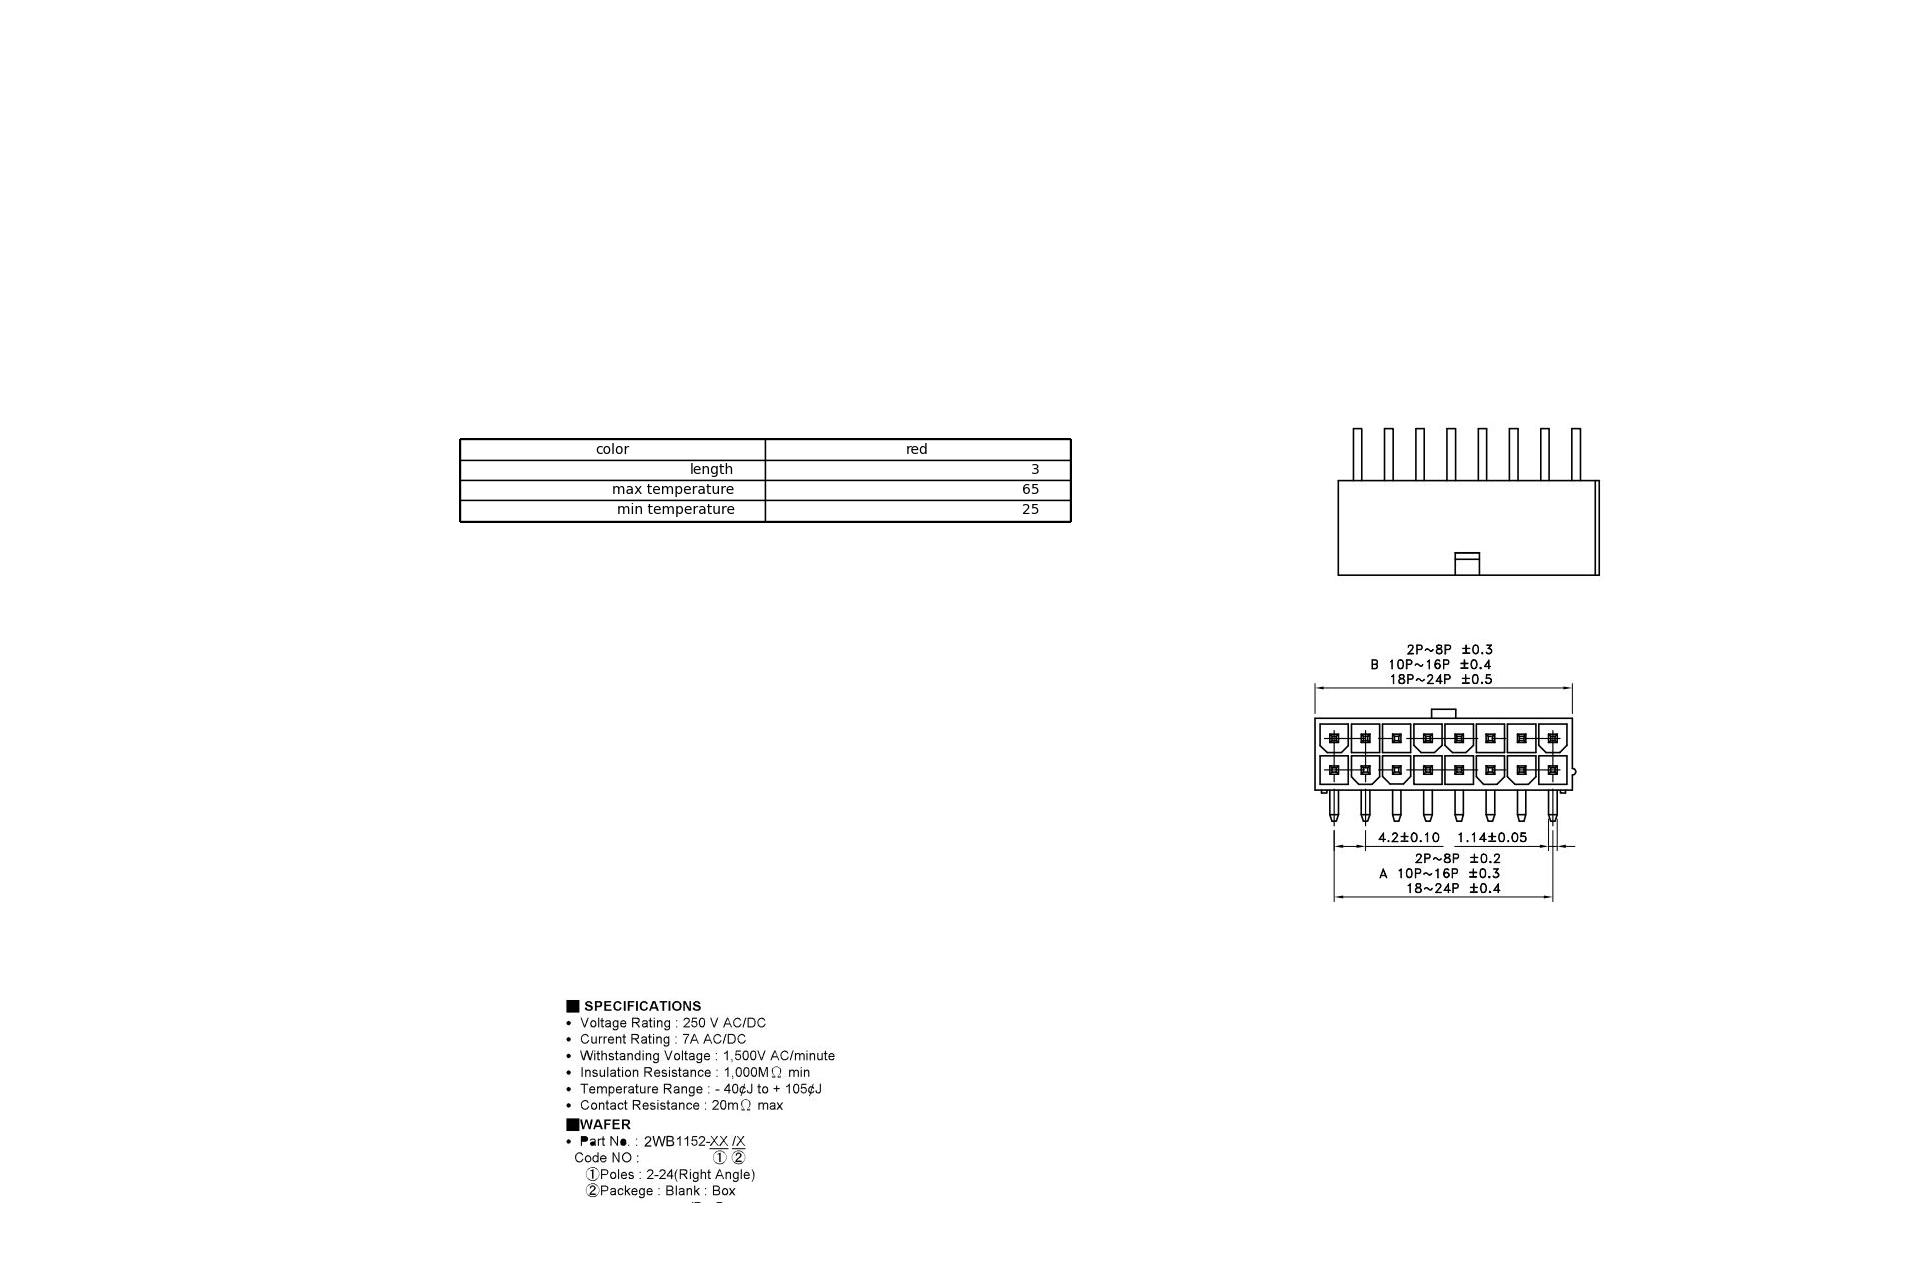 color red
length 3
max temperature 65
min temperature 25
2P~8P ±0.3
B 10P~16P ±0.4
18P~24P ±0.5
4.2±0.10 1.14±0.05
2P~8P ±0.2
A 10P~16P ±0.3
18~24P ±0.4
■ SPECIFICATIONS
• Voltage Rating : 250 V AC/DC
• Current Rating : 7A AC/DC
• Withstanding Voltage : 1,500V AC/minute
• Insulation Resistance : 1,000MΩ min
• Temperature Range : - 40¢J to + 105¢J
• Contact Resistance : 20mΩ max
■WAFER
• Part No. : 2WB1152-XX /X
Code NO : ① ②
①Poles : 2-24(Right Angle)
②Packege : Blank : Box